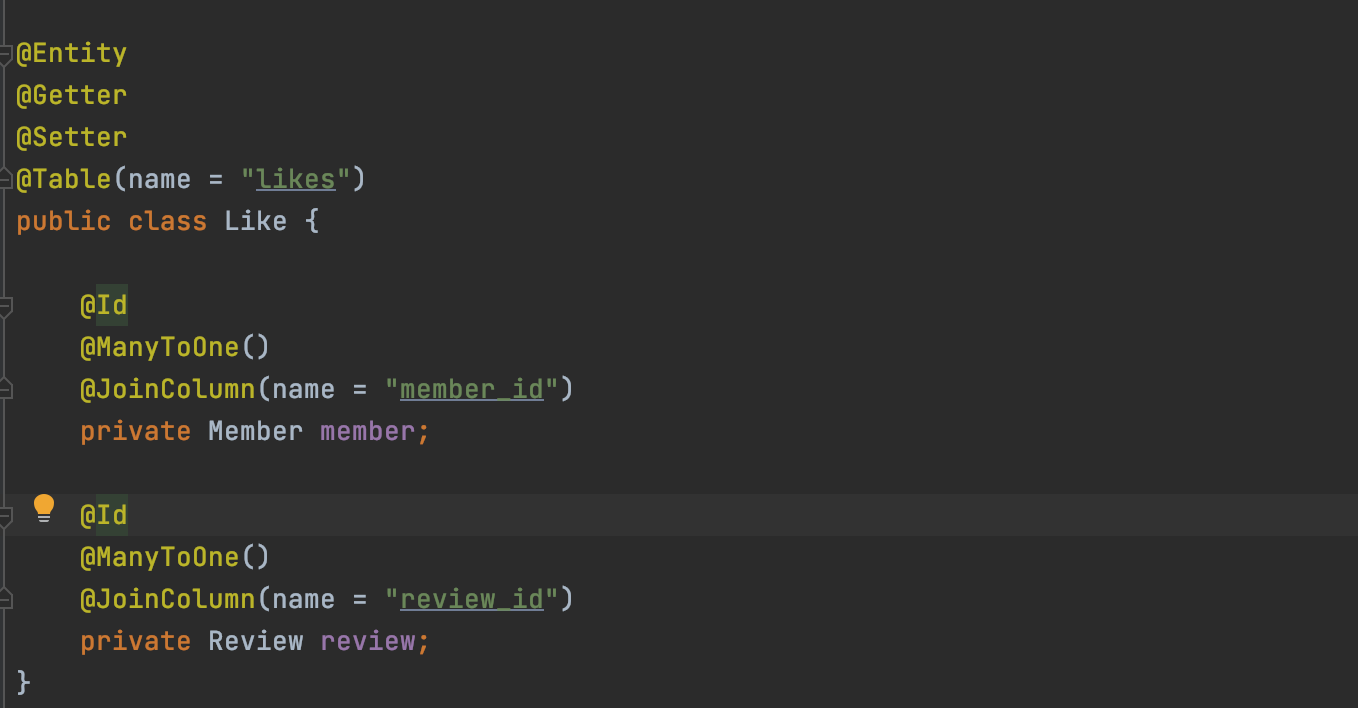 @Entity
@Getter
@Setter
@Table(name = "likes")
public class Like {
@Id
@ManyToOne()
@JoinColumn(name = "member_id")
private Member member;
@Id
@ManyToOne()
@JoinColumn(name = "review_id")
private Review review;
}